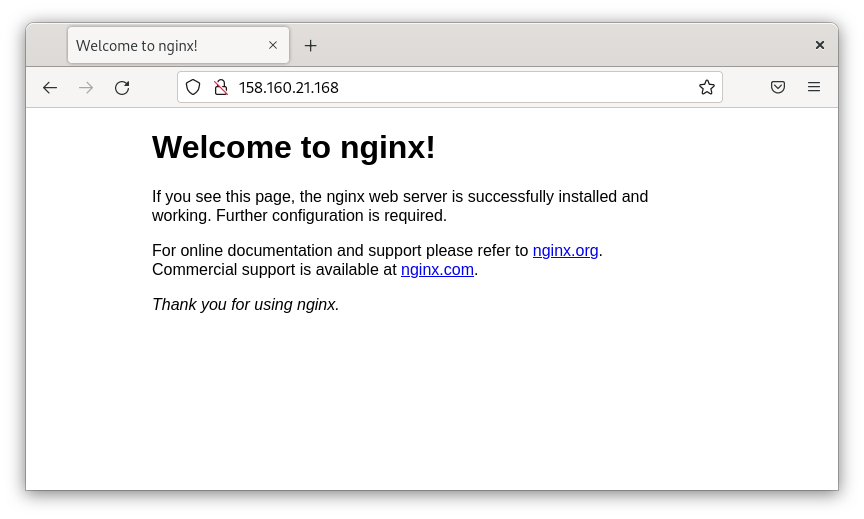 Welcome to nginx!
158.160.21.168
Welcome to nginx!
If you see this page, the nginx web server is successfully installed and
working. Further configuration is required.
For online documentation and support please refer to nginx.org.
Commercial support is available at nginx.com.
Thank you for using nginx.